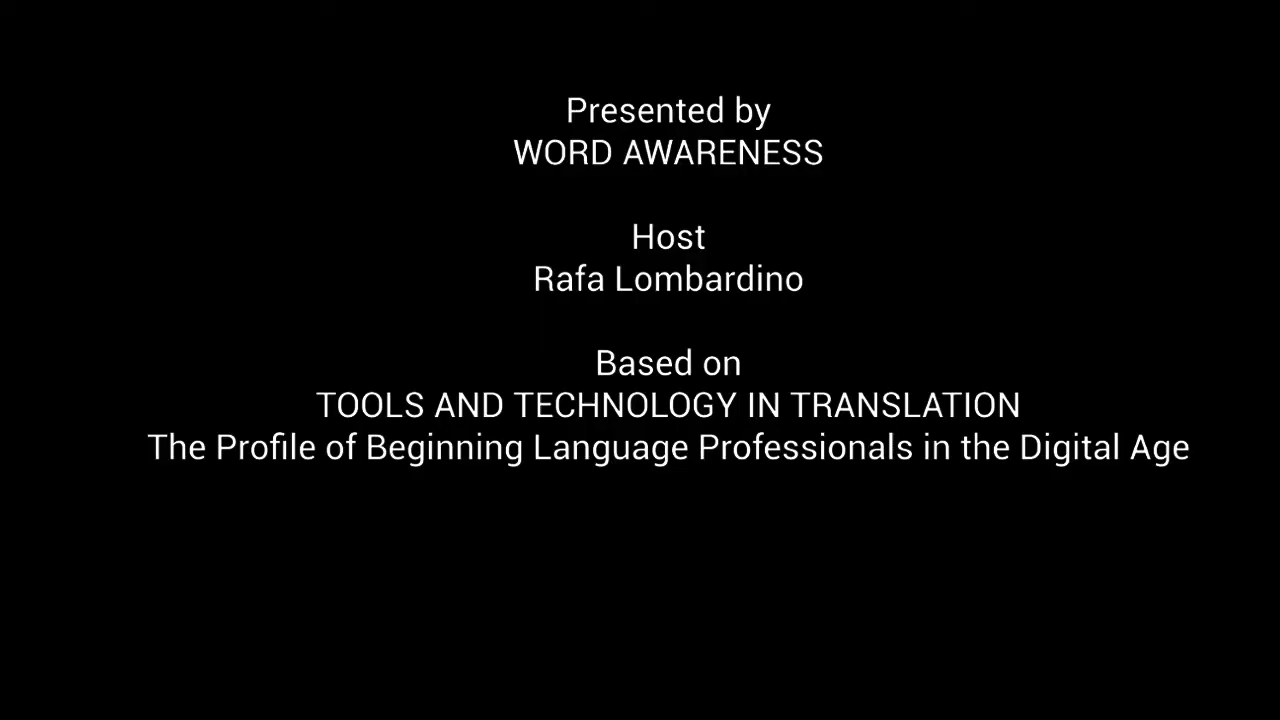 Presented by
WORD AWARENESS
Host
Rafa Lombardino
Based on
TOOLS AND TECHNOLOGY IN TRANSLATION
The Profile of Beginning Language Professionals in the Digital Age